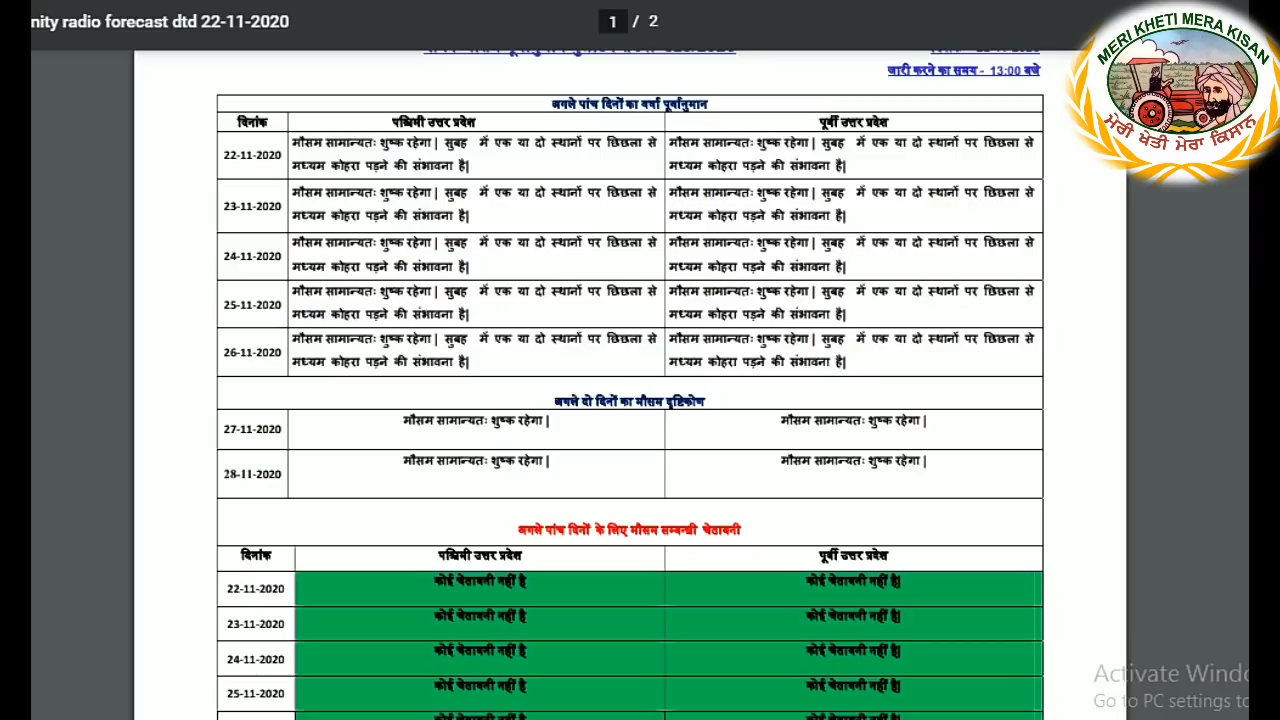 nity radio forecast dtd 22-11-2020
1 / 2
MERI KHETI MERA KISAN
ਮੇਰੀ ਖੇਤੀ ਮੇਰਾ ਕਿਸਾਨ
जारी करने का समय - 13:00 बजे
अगले पांच दिनों का वर्षा पूर्वानुमान
दिनांक पश्चिमी उत्तर प्रदेश पूर्वी उत्तर प्रदेश
22-11-2020 मौसम सामान्यतः शुष्क रहेगा| सुबह में एक या दो स्थानों पर छिछला से मौसम सामान्यतः शुष्क रहेगा| सुबह में एक या दो स्थानों पर छिछला से
मध्यम कोहरा पड़ने की संभावना है| मध्यम कोहरा पड़ने की संभावना है|
23-11-2020 मौसम सामान्यतः शुष्क रहेगा| सुबह में एक या दो स्थानों पर छिछला से मौसम सामान्यतः शुष्क रहेगा| सुबह में एक या दो स्थानों पर छिछला से
मध्यम कोहरा पड़ने की संभावना है| मध्यम कोहरा पड़ने की संभावना है|
24-11-2020 मौसम सामान्यतः शुष्क रहेगा| सुबह में एक या दो स्थानों पर छिछला से मौसम सामान्यतः शुष्क रहेगा| सुबह में एक या दो स्थानों पर छिछला से
मध्यम कोहरा पड़ने की संभावना है| मध्यम कोहरा पड़ने की संभावना है|
25-11-2020 मौसम सामान्यतः शुष्क रहेगा| सुबह में एक या दो स्थानों पर छिछला से मौसम सामान्यतः शुष्क रहेगा| सुबह में एक या दो स्थानों पर छिछला से
मध्यम कोहरा पड़ने की संभावना है| मध्यम कोहरा पड़ने की संभावना है|
26-11-2020 मौसम सामान्यतः शुष्क रहेगा| सुबह में एक या दो स्थानों पर छिछला से मौसम सामान्यतः शुष्क रहेगा| सुबह में एक या दो स्थानों पर छिछला से
मध्यम कोहरा पड़ने की संभावना है| मध्यम कोहरा पड़ने की संभावना है|
अगले दो दिनों का मौसम दृष्टिकोण
27-11-2020 मौसम सामान्यतः शुष्क रहेगा| मौसम सामान्यतः शुष्क रहेगा|
28-11-2020 मौसम सामान्यतः शुष्क रहेगा| मौसम सामान्यतः शुष्क रहेगा|
अगले पांच दिनों के लिए मौसम सम्बन्धी चेतावनी
दिनांक पश्चिमी उत्तर प्रदेश पूर्वी उत्तर प्रदेश
22-11-2020 कोई चेतावनी नहीं है कोई चेतावनी नहीं है|
23-11-2020 कोई चेतावनी नहीं है कोई चेतावनी नहीं है|
24-11-2020 कोई चेतावनी नहीं है कोई चेतावनी नहीं है|
25-11-2020 कोई चेतावनी नहीं है कोई चेतावनी नहीं है|
Activate Windo
Go to PC settings to